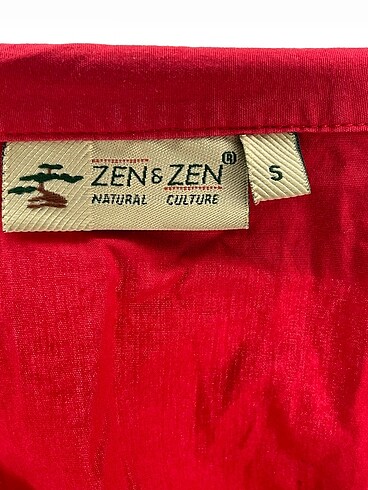 ZEN & ZEN ®
NATURAL CULTURE
S